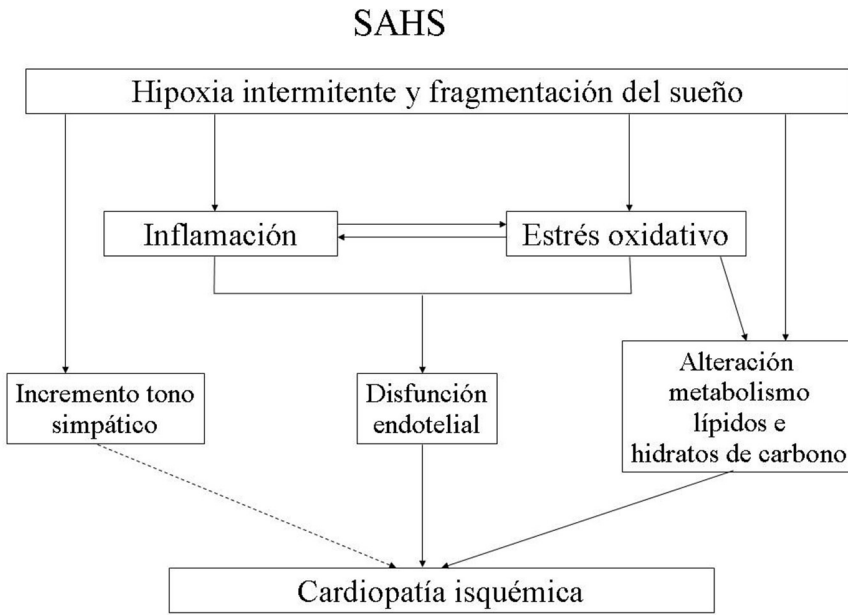 SAHS
Hipoxia intermitente y fragmentación del sueño
Inflamación
Estrés oxidativo
Incremento tono
simpático
Disfunción
endotelial
Alteración
metabolismo
lípidos e
hidratos de carbono
Cardiopatía isquémica